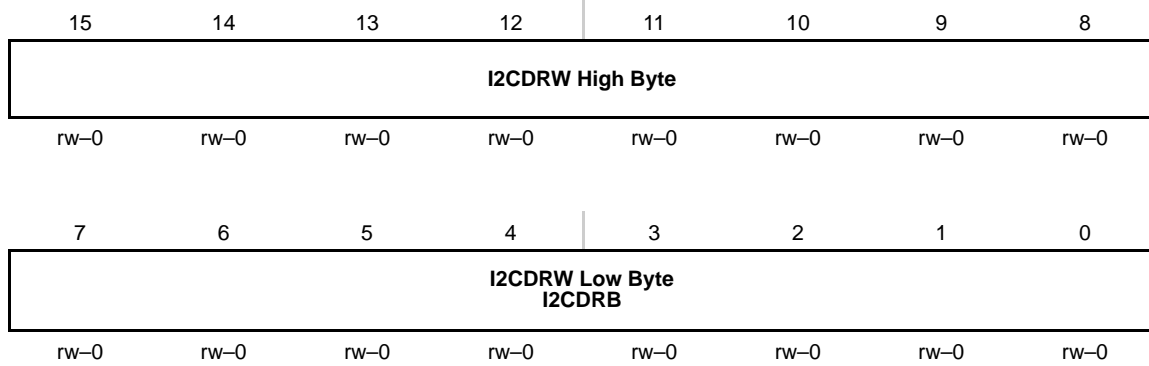 15 14 13 12 11 10 9 8
I2CDRW High Byte
rw–0 rw–0 rw–0 rw–0 rw–0 rw–0 rw–0 rw–0
7 6 5 4 3 2 1 0
I2CDRW Low Byte
I2CDRB
rw–0 rw–0 rw–0 rw–0 rw–0 rw–0 rw–0 rw–0